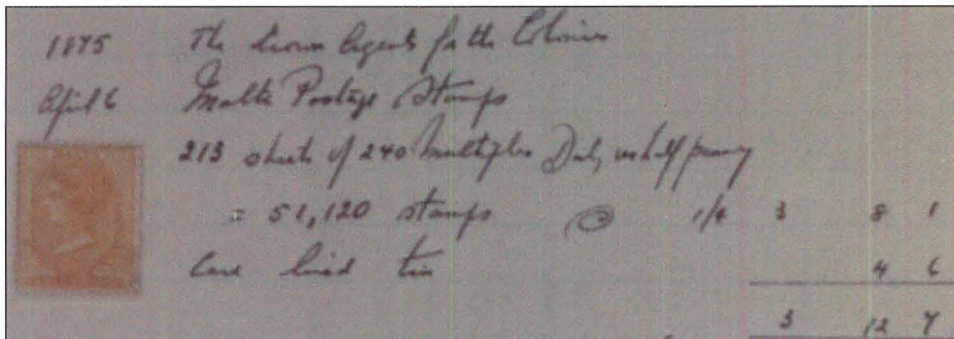 1875 The Crown Agents for the Colonies
April 6 Malta Postage Stamps
213 sheets of 240 multiples Duty, one half penny
= 51,120 stamps @ 1/4 3 8 1
Case lined tin 4 6
3 12 7